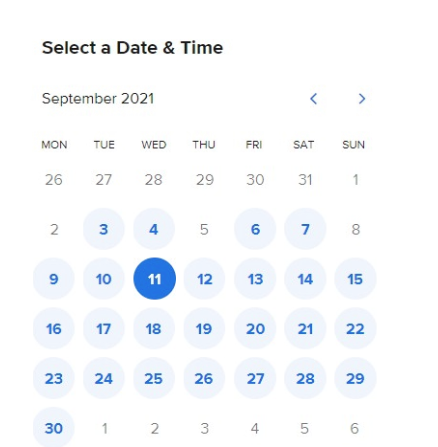 Select a Date & Time
September 2021
MON TUE WED THU FRI SAT SUN
26 27 28 29 30 31 1
2 3 4 5 6 7 8
9 10 11 12 13 14 15
16 17 18 19 20 21 22
23 24 25 26 27 28 29
30 1 2 3 4 5 6